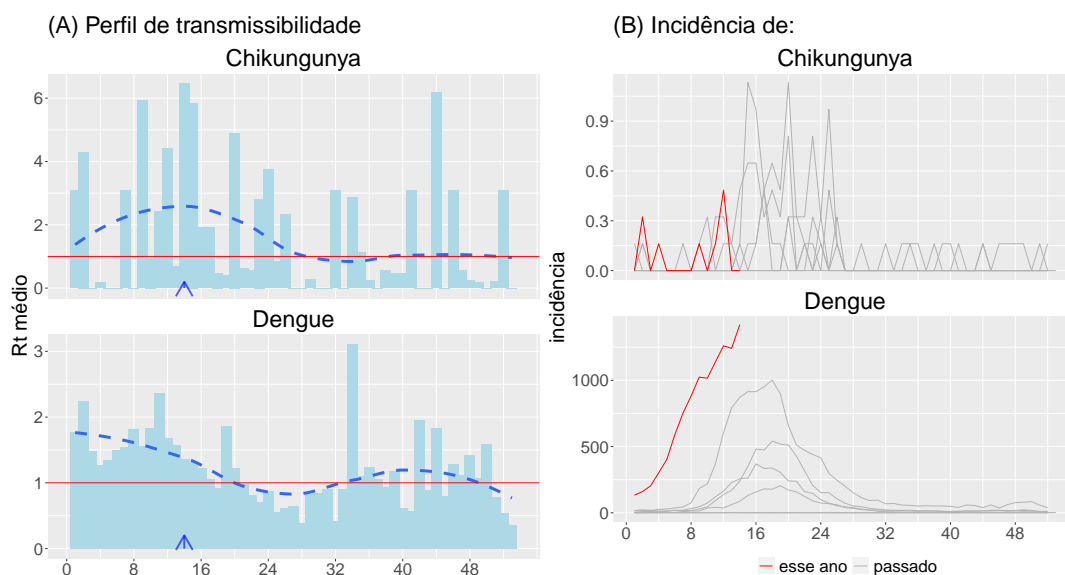 (A) Perfil de transmissibilidade
Chikungunya
6
4
2
0
Dengue
3
2
1
0
0 8 16 24 32 40 48
Rt médio
(B) Incidência de:
Chikungunya
0.9
0.6
0.3
0.0
Dengue
1000
500
0
0 8 16 24 32 40 48
incidência
esse ano passado